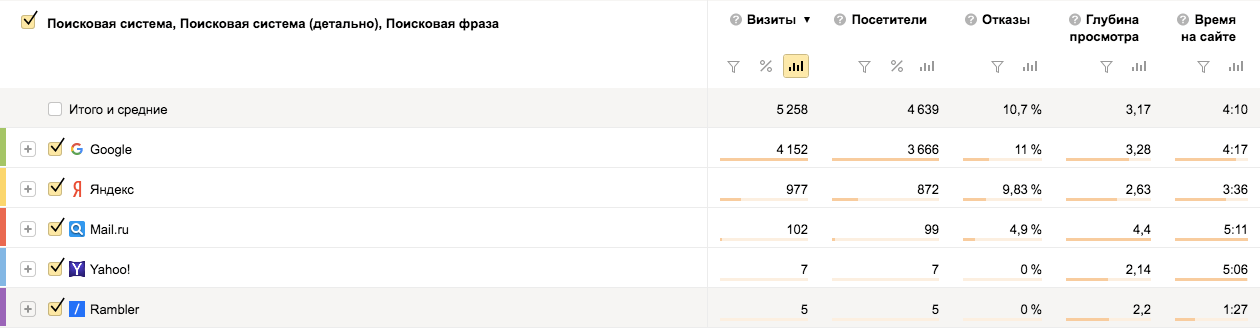 Поисковая система, Поисковая система (детально), Поисковая фраза
Визиты ▼ Посетители Отказы Глубина просмотра Время на сайте
Итого и средние 5 258 4 639 10,7 % 3,17 4:10
Google 4 152 3 666 11 % 3,28 4:17
Яндекс 977 872 9,83 % 2,63 3:36
Mail.ru 102 99 4,9 % 4,4 5:11
Yahoo! 7 7 0 % 2,14 5:06
Rambler 5 5 0 % 2,2 1:27